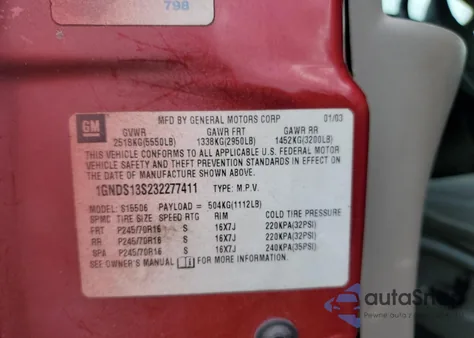 798
MFD BY GENERAL MOTORS CORP 01/03
GM
GVWR GAWR FRT GAWR RR
2518KG(5550LB) 1338KG(2950LB) 1452KG(3200LB)
THIS VEHICLE CONFORMS TO ALL APPLICABLE U.S. FEDERAL MOTOR
VEHICLE SAFETY AND THEFT PREVENTION STANDARDS IN
EFFECT ON THE DATE OF MANUFACTURE SHOWN ABOVE.
1GNDS13S232277411 TYPE: M.P.V.
MODEL: S15506 PAYLOAD = 504KG(1112LB)
SPMC TIRE SIZE SPEED RTG RIM COLD TIRE PRESSURE
FRT P245/70R16 S 16X7J 220KPA(32PSI)
RR P245/70R16 S 16X7J 220KPA(32PSI)
SPA P245/70R16 S 16X7J 240KPA(35PSI)
SEE OWNER'S MANUAL FOR MORE INFORMATION.
Pewne auto